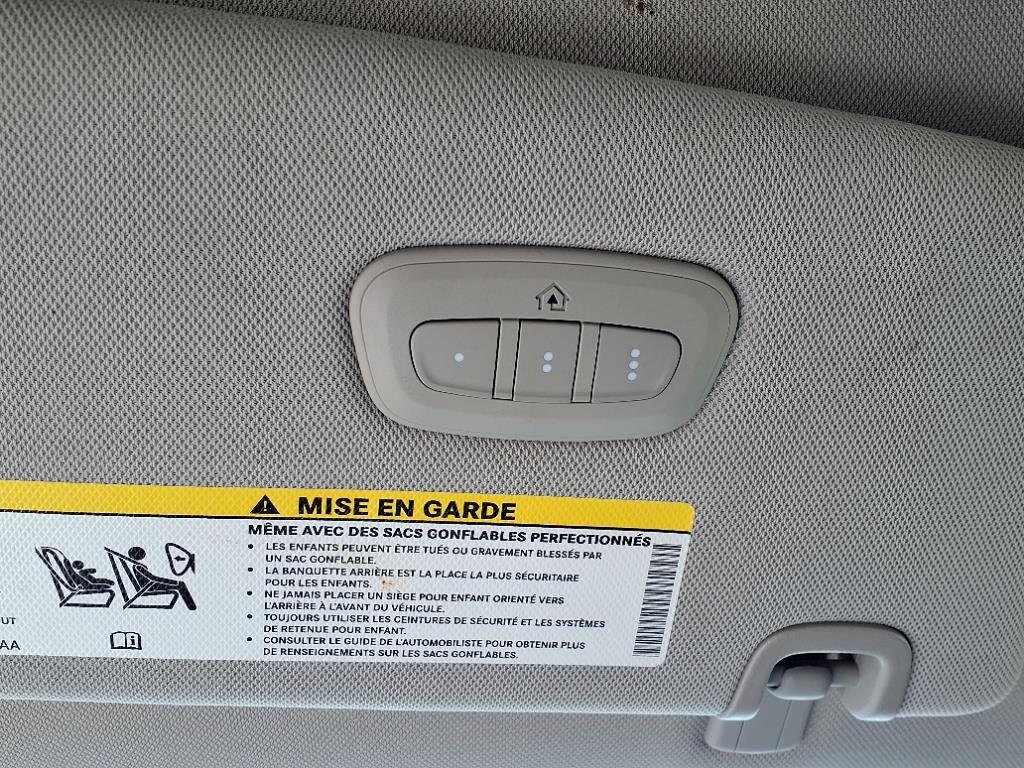 MISE EN GARDE
MÊME AVEC DES SACS GONFLABLES PERFECTIONNÉS
• LES ENFANTS PEUVENT ÊTRE TUÉS OU GRAVEMENT BLESSÉS PAR
UN SAC GONFLABLE.
• LA BANQUETTE ARRIÈRE EST LA PLACE LA PLUS SÉCURITAIRE
POUR LES ENFANTS.
• NE JAMAIS PLACER UN SIÈGE POUR ENFANT ORIENTÉ VERS
L'ARRIÈRE À L'AVANT DU VÉHICULE.
• TOUJOURS UTILISER LES CEINTURES DE SÉCURITÉ ET LES SYSTÈMES
DE RETENUE POUR ENFANT.
• CONSULTER LE GUIDE DE L'AUTOMOBILISTE POUR OBTENIR PLUS
DE RENSEIGNEMENTS SUR LES SACS GONFLABLES.
OUT
AA